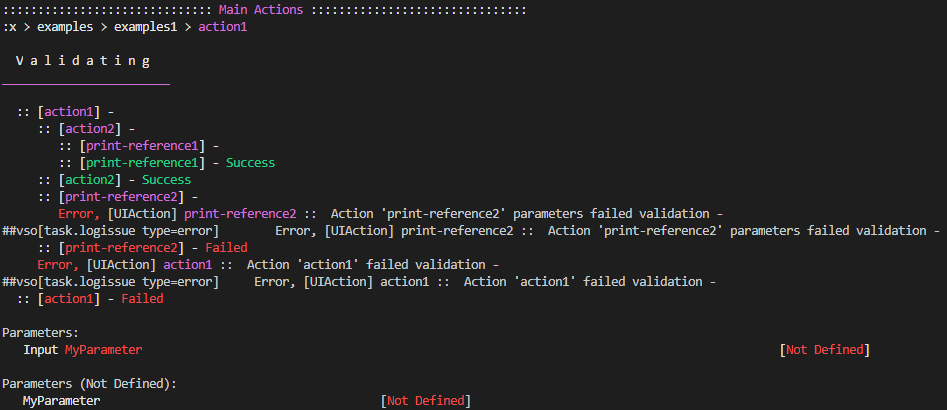 :::::::::::::::::::::::::::::: Main Actions :::::::::::::::::::::::::::::::
:x > examples > examples1 > action1
V a l i d a t i n g
________________________
:: [action1] -
:: [action2] -
:: [print-reference1] -
:: [print-reference1] - Success
:: [action2] - Success
:: [print-reference2] -
Error, [UIAction] print-reference2 ::  Action 'print-reference2' parameters failed validation -
##vso[task.logissue type=error]        Error, [UIAction] print-reference2 ::  Action 'print-reference2' parameters failed validation -
:: [print-reference2] - Failed
Error, [UIAction] action1 ::  Action 'action1' failed validation -
##vso[task.logissue type=error]     Error, [UIAction] action1 ::  Action 'action1' failed validation -
:: [action1] - Failed
Parameters:
Input MyParameter [Not Defined]
Parameters (Not Defined):
MyParameter [Not Defined]